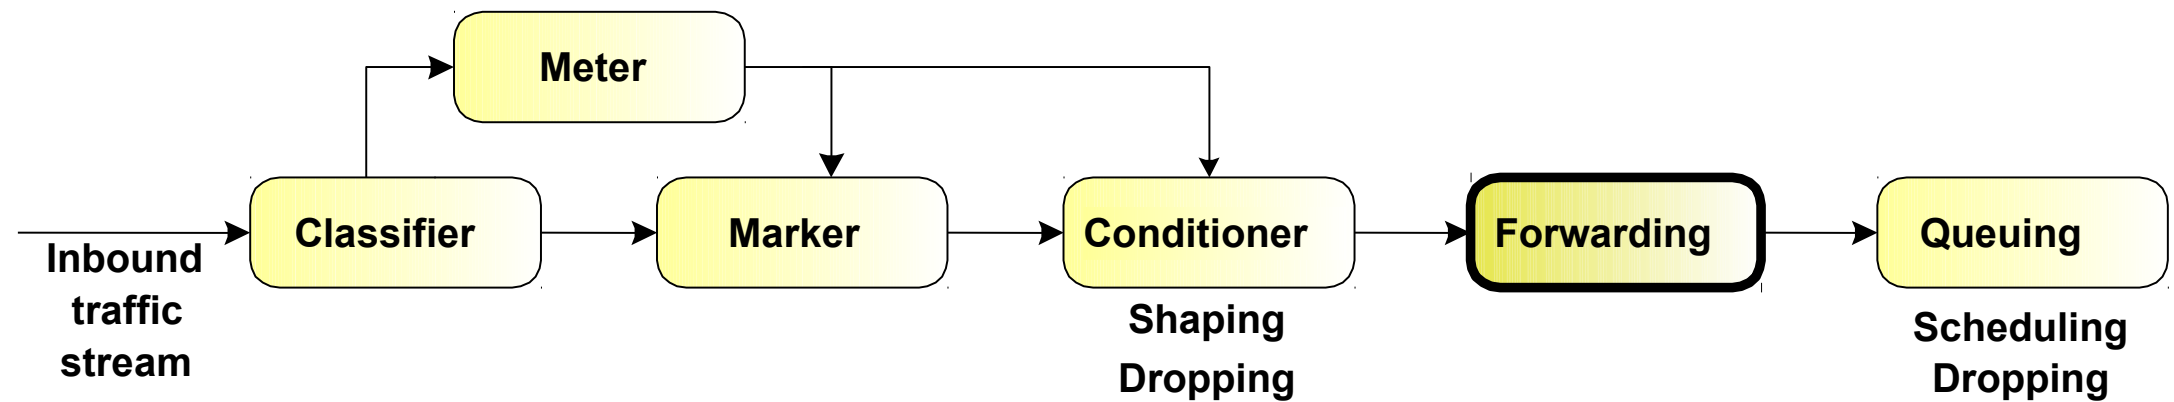 Meter
Classifier
Marker
Conditioner
Forwarding
Queuing
Inbound
traffic
stream
Shaping
Dropping
Scheduling
Dropping